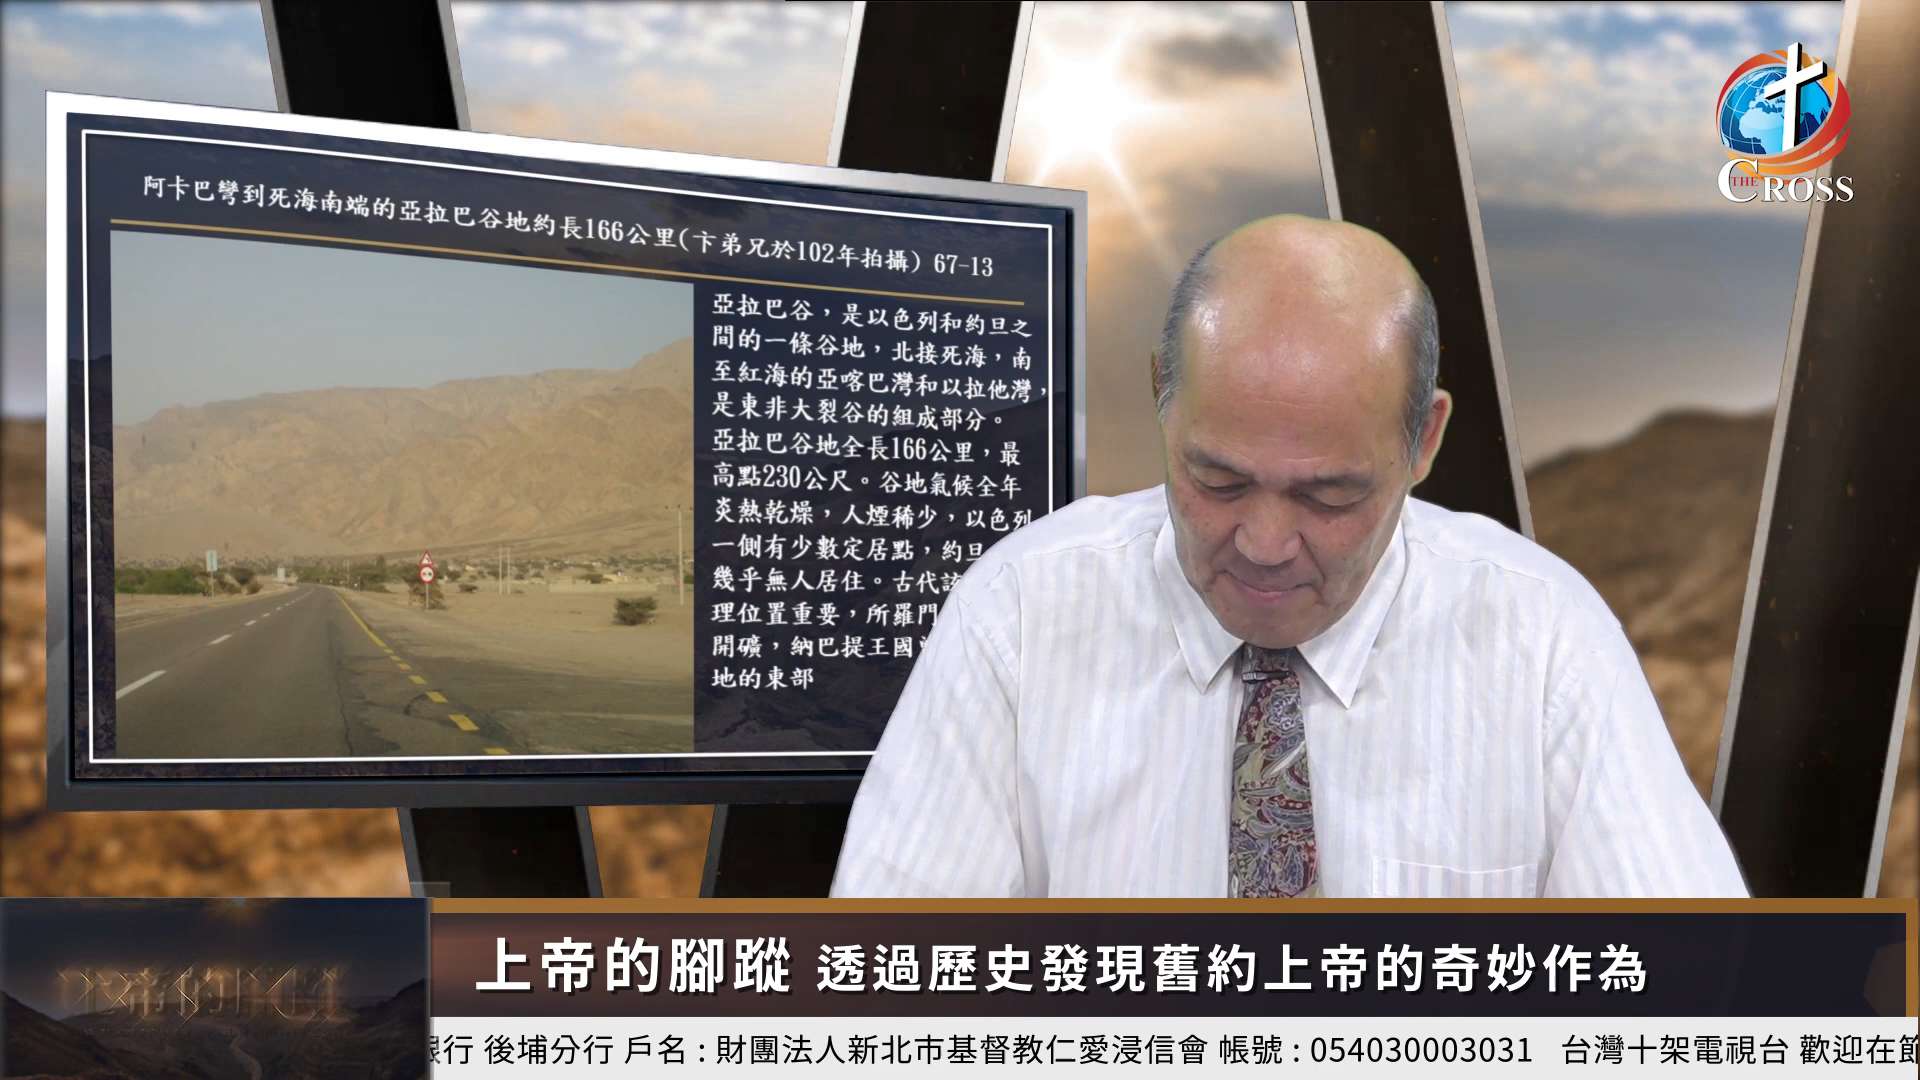 阿卡巴彎到死海南端的亞拉巴谷地約長166公里(卞弟兄於102年拍攝) 67-13
亞拉巴谷，是以色列和約旦之
間的一條谷地，北接死海，南
至紅海的亞喀巴灣和以拉他灣，
是東非大裂谷的組成部分。
亞拉巴谷地全長166公里，最
高點230公尺。谷地氣候全年
炎熱乾燥，人煙稀少，以色列
一側有少數定居點，約旦
幾乎無人居住。古代該
理位置重要，所羅門
開礦，納巴提王國
地的東部
THE CROSS
上帝的腳蹤 透過歷史發現舊約上帝的奇妙作為
行 後埔分行 戶名 : 財團法人新北市基督教仁愛浸信會 帳號 : 054030003031 台灣十架電視台 歡迎在節